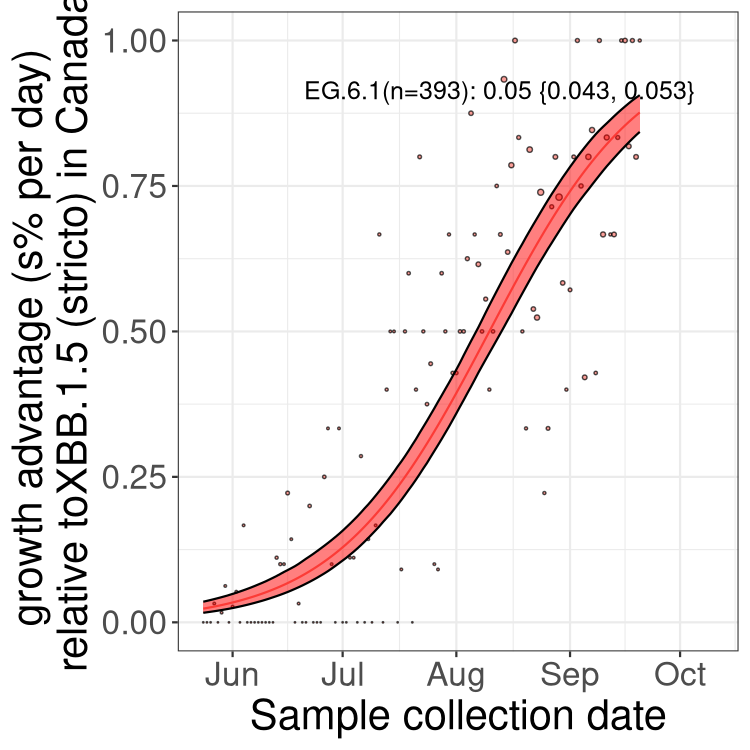 growth advantage (s% per day)
relative toXBB.1.5 (stricto) in Canada
1.00
0.75
0.50
0.25
0.00
EG.6.1(n=393): 0.05 {0.043, 0.053}
Jun Jul Aug Sep Oct
Sample collection date